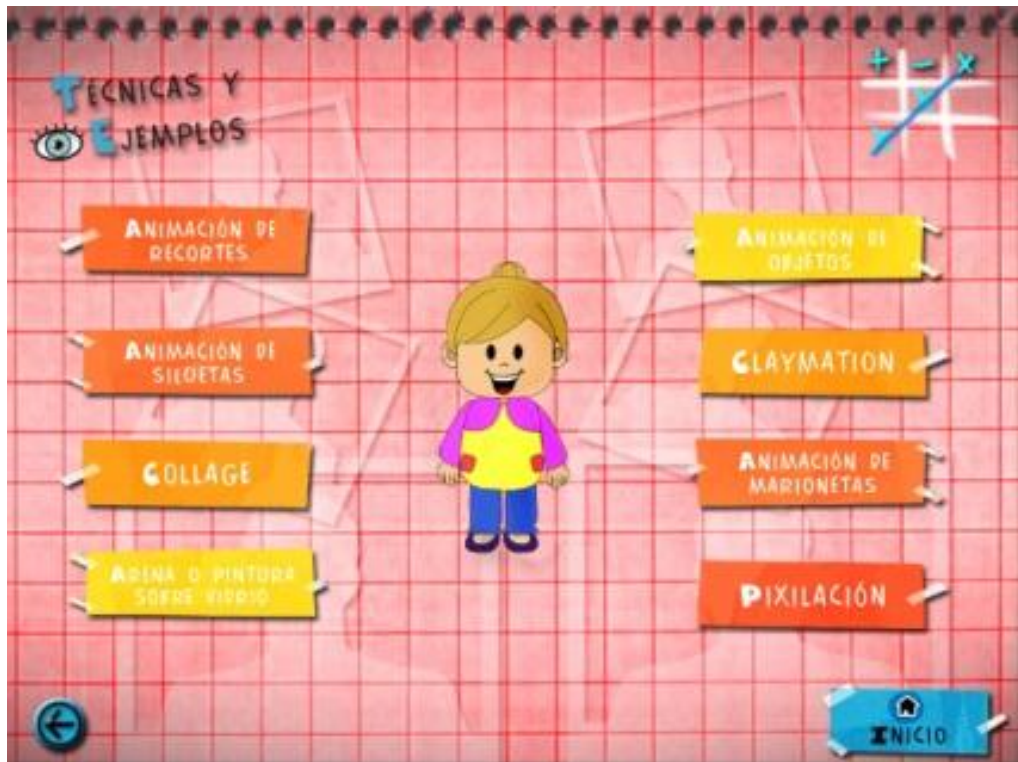 TÉCNICAS Y
EJEMPLOS
+ - x
ANIMACIÓN DE
RECORTES
ANIMACIÓN DE
SILUETAS
COLLAGE
ARENA O PINTURA
SOBRE VIDRIO
ANIMACIÓN DE
OBJETOS
CLAYMATION
ANIMACIÓN DE
MARIONETAS
PIXILACIÓN
INICIO